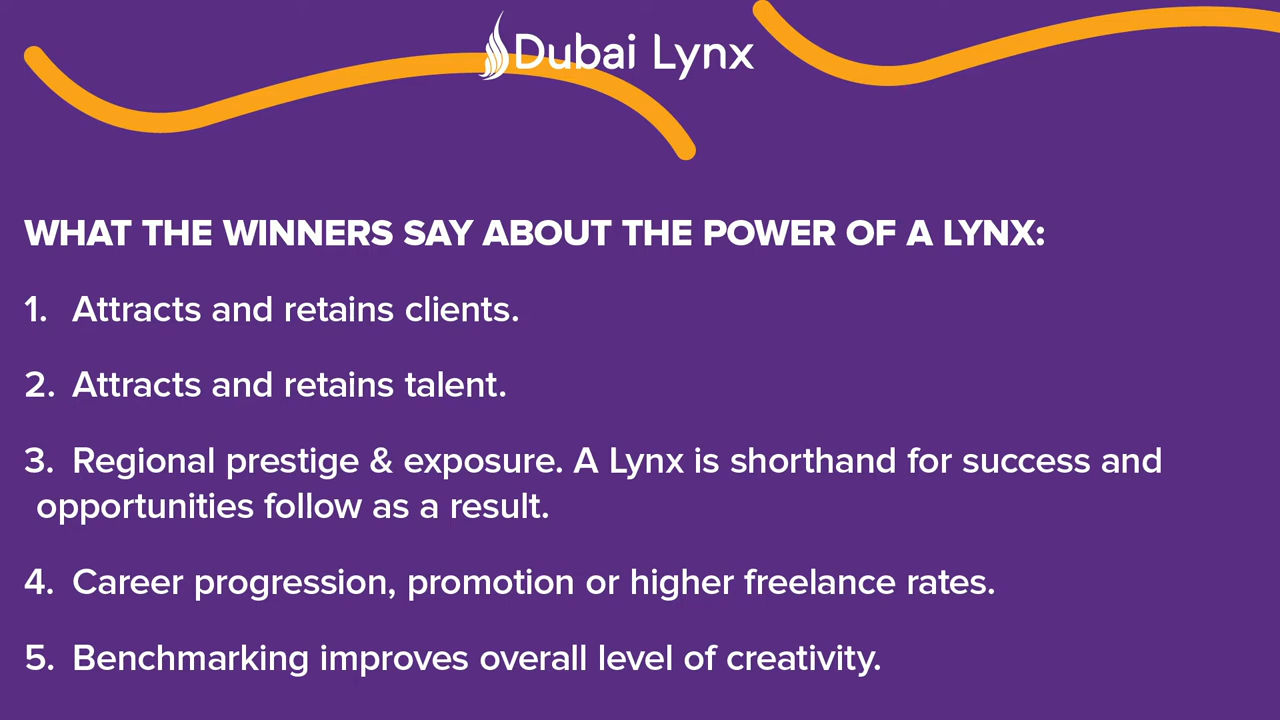 Dubai Lynx
WHAT THE WINNERS SAY ABOUT THE POWER OF A LYNX:
1. Attracts and retains clients.
2. Attracts and retains talent.
3. Regional prestige & exposure. A Lynx is shorthand for success and
opportunities follow as a result.
4. Career progression, promotion or higher freelance rates.
5. Benchmarking improves overall level of creativity.